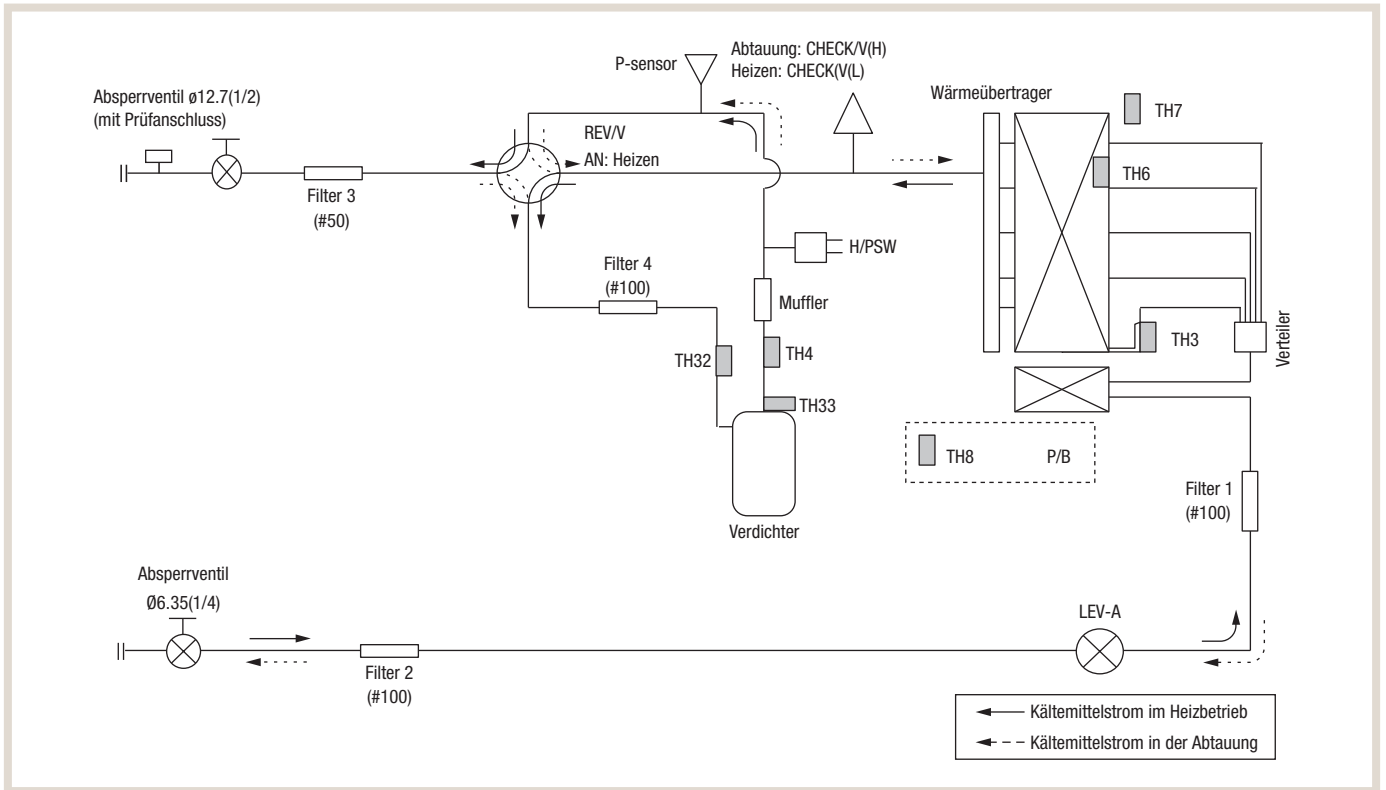 P-sensor
Abtauung: CHECK/V(H)
Heizen: CHECK(V(L)
Absperrventil ø12.7(1/2)
(mit Prüfanschluss)
Wärmeübertrager
TH7
REV/V
AN: Heizen
TH6
Filter 3
(#50)
H/PSW
Filter 4
(#100)
Muffler
TH32
TH4
TH3
Verteiler
TH33
TH8
P/B
Filter 1
(#100)
Verdichter
Absperrventil
Ø6.35(1/4)
LEV-A
Filter 2
(#100)
Kältemittelstrom im Heizbetrieb
Kältemittelstrom in der Abtauung